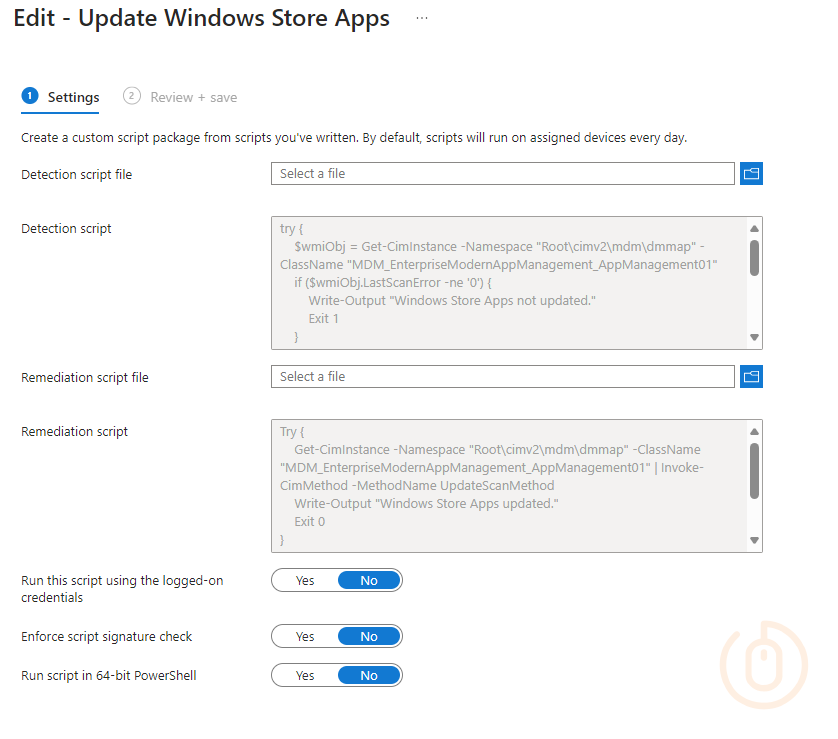 Edit - Update Windows Store Apps ...
1 Settings 2 Review + save
Create a custom script package from scripts you've written. By default, scripts will run on assigned devices every day.
Detection script file Select a file
Detection script
try {
$wmiObj = Get-CimInstance -Namespace "Root\cimv2\mdm\dmmap" -
ClassName "MDM_EnterpriseModernAppManagement_AppManagement01"
if ($wmiObj.LastScanError -ne '0') {
Write-Output "Windows Store Apps not updated."
Exit 1
}
Remediation script file Select a file
Remediation script
Try {
Get-CimInstance -Namespace "Root\cimv2\mdm\dmmap" -ClassName
"MDM_EnterpriseModernAppManagement_AppManagement01" | Invoke-
CimMethod -MethodName UpdateScanMethod
Write-Output "Windows Store Apps updated."
Exit 0
}
Run this script using the logged-on
credentials
Yes No
Enforce script signature check Yes No
Run script in 64-bit PowerShell Yes No